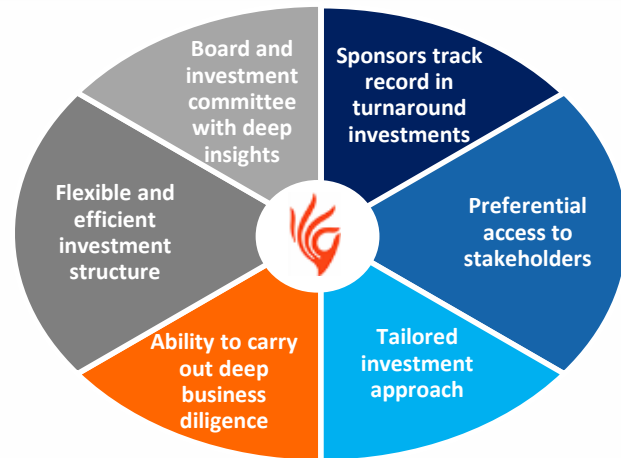 Board and
investment
committee
with deep
insights
Sponsors track
record in
turnaround
investments
Flexible and
efficient
investment
structure
Preferential
access to
stakeholders
Ability to carry
out deep
business
diligence
Tailored
investment
approach